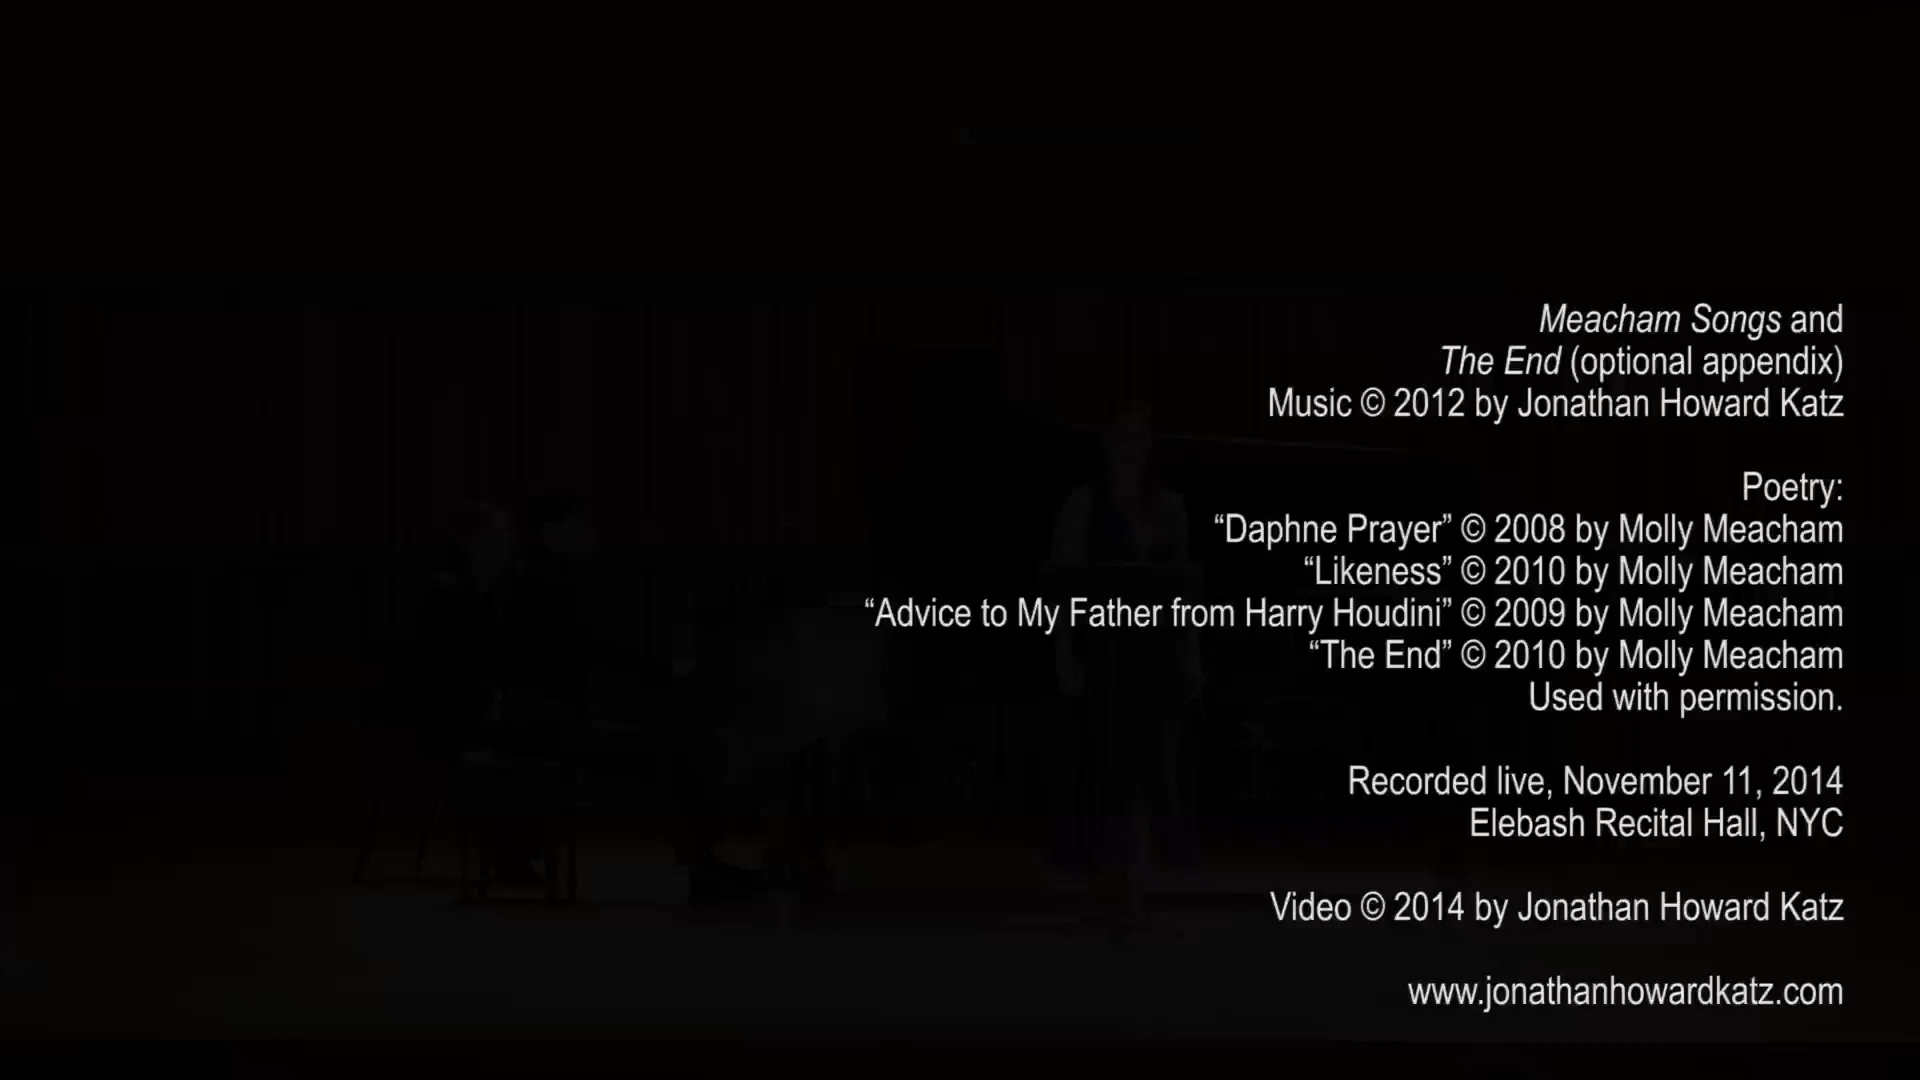 Meacham Songs and
The End (optional appendix)
Music © 2012 by Jonathan Howard Katz
Poetry:
“Daphne Prayer” © 2008 by Molly Meacham
“Likeness” © 2010 by Molly Meacham
“Advice to My Father from Harry Houdini” © 2009 by Molly Meacham
“The End” © 2010 by Molly Meacham
Used with permission.
Recorded live, November 11, 2014
Elebash Recital Hall, NYC
Video © 2014 by Jonathan Howard Katz
www.jonathanhowardkatz.com